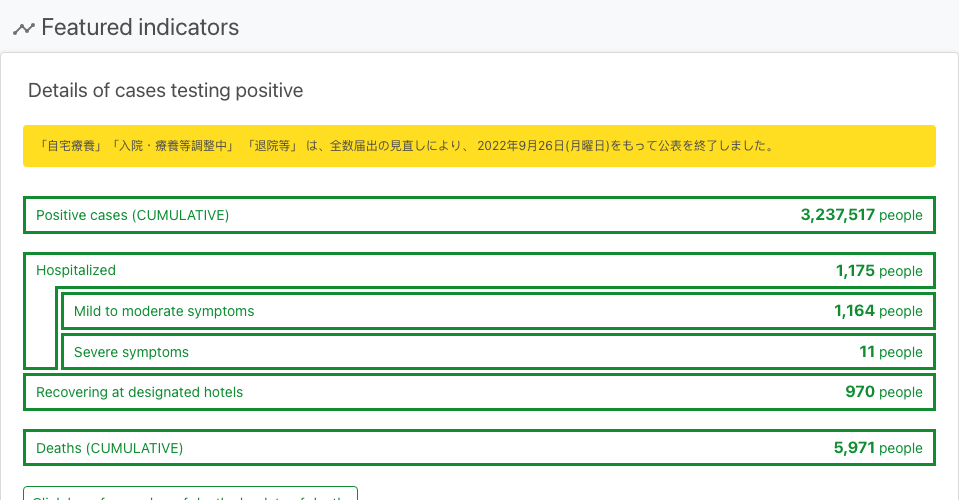 Featured indicators
Details of cases testing positive
「自宅療養」「入院・療養等調整中」 「退院等」 は、全数届出の見直しにより、 2022年9月26日(月曜日)をもって公表を終了しました。
Positive cases (CUMULATIVE) 3,237,517 people
Hospitalized 1,175 people
Mild to moderate symptoms 1,164 people
Severe symptoms 11 people
Recovering at designated hotels 970 people
Deaths (CUMULATIVE) 5,971 people